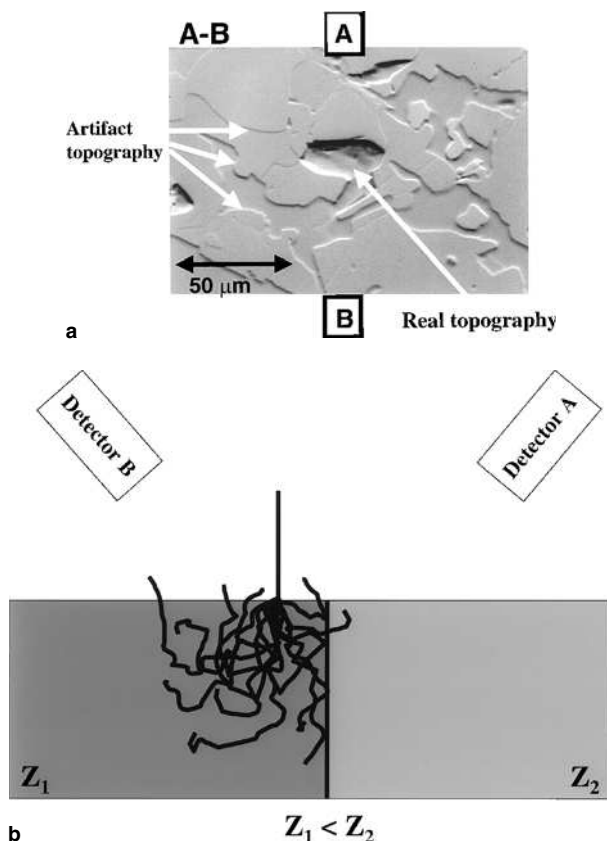 A-B
A
Artifact
topography
50 μm
B
Real topography
a
Detector B
Detector A
Z1
Z2
Z1 < Z2
b